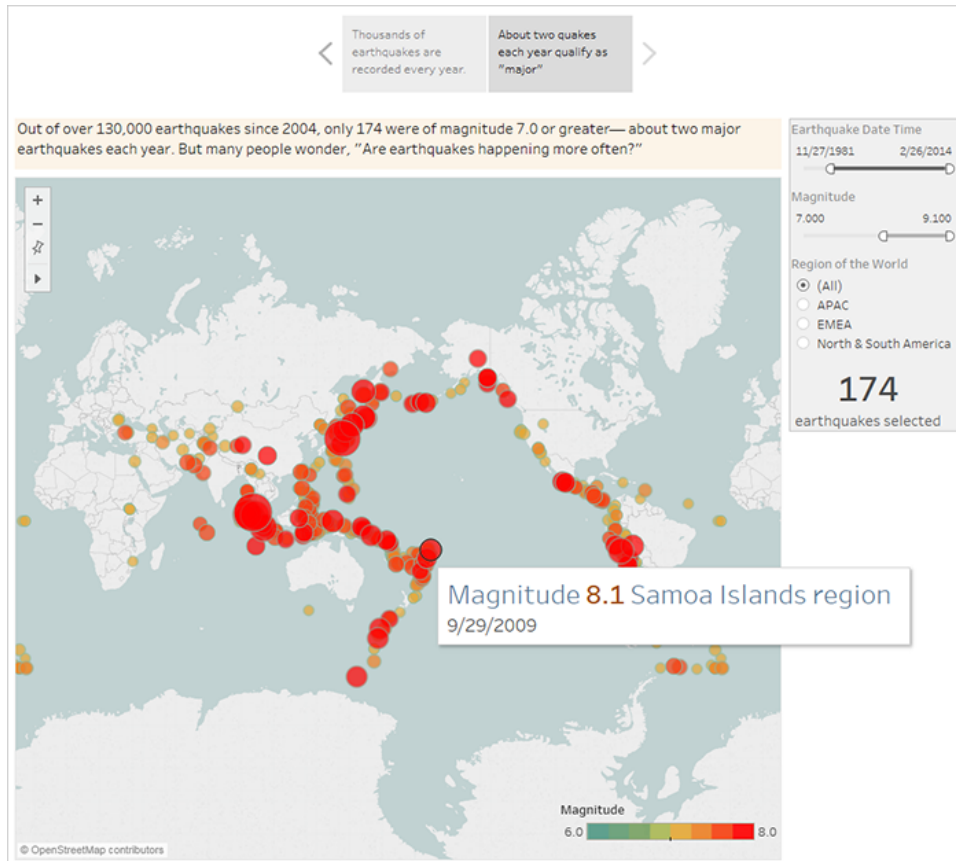 Thousands of
earthquakes are
recorded every year.
About two quakes
each year qualify as
"major"
Out of over 130,000 earthquakes since 2004, only 174 were of magnitude 7.0 or greater— about two major
earthquakes each year. But many people wonder, "Are earthquakes happening more often?"
Earthquake Date Time
11/27/1981 2/26/2014
Magnitude
7.000 9.100
Region of the World
(All)
APAC
EMEA
North & South America
174
earthquakes selected
Magnitude 8.1 Samoa Islands region
9/29/2009
Magnitude
6.0 8.0
© OpenStreetMap contributors